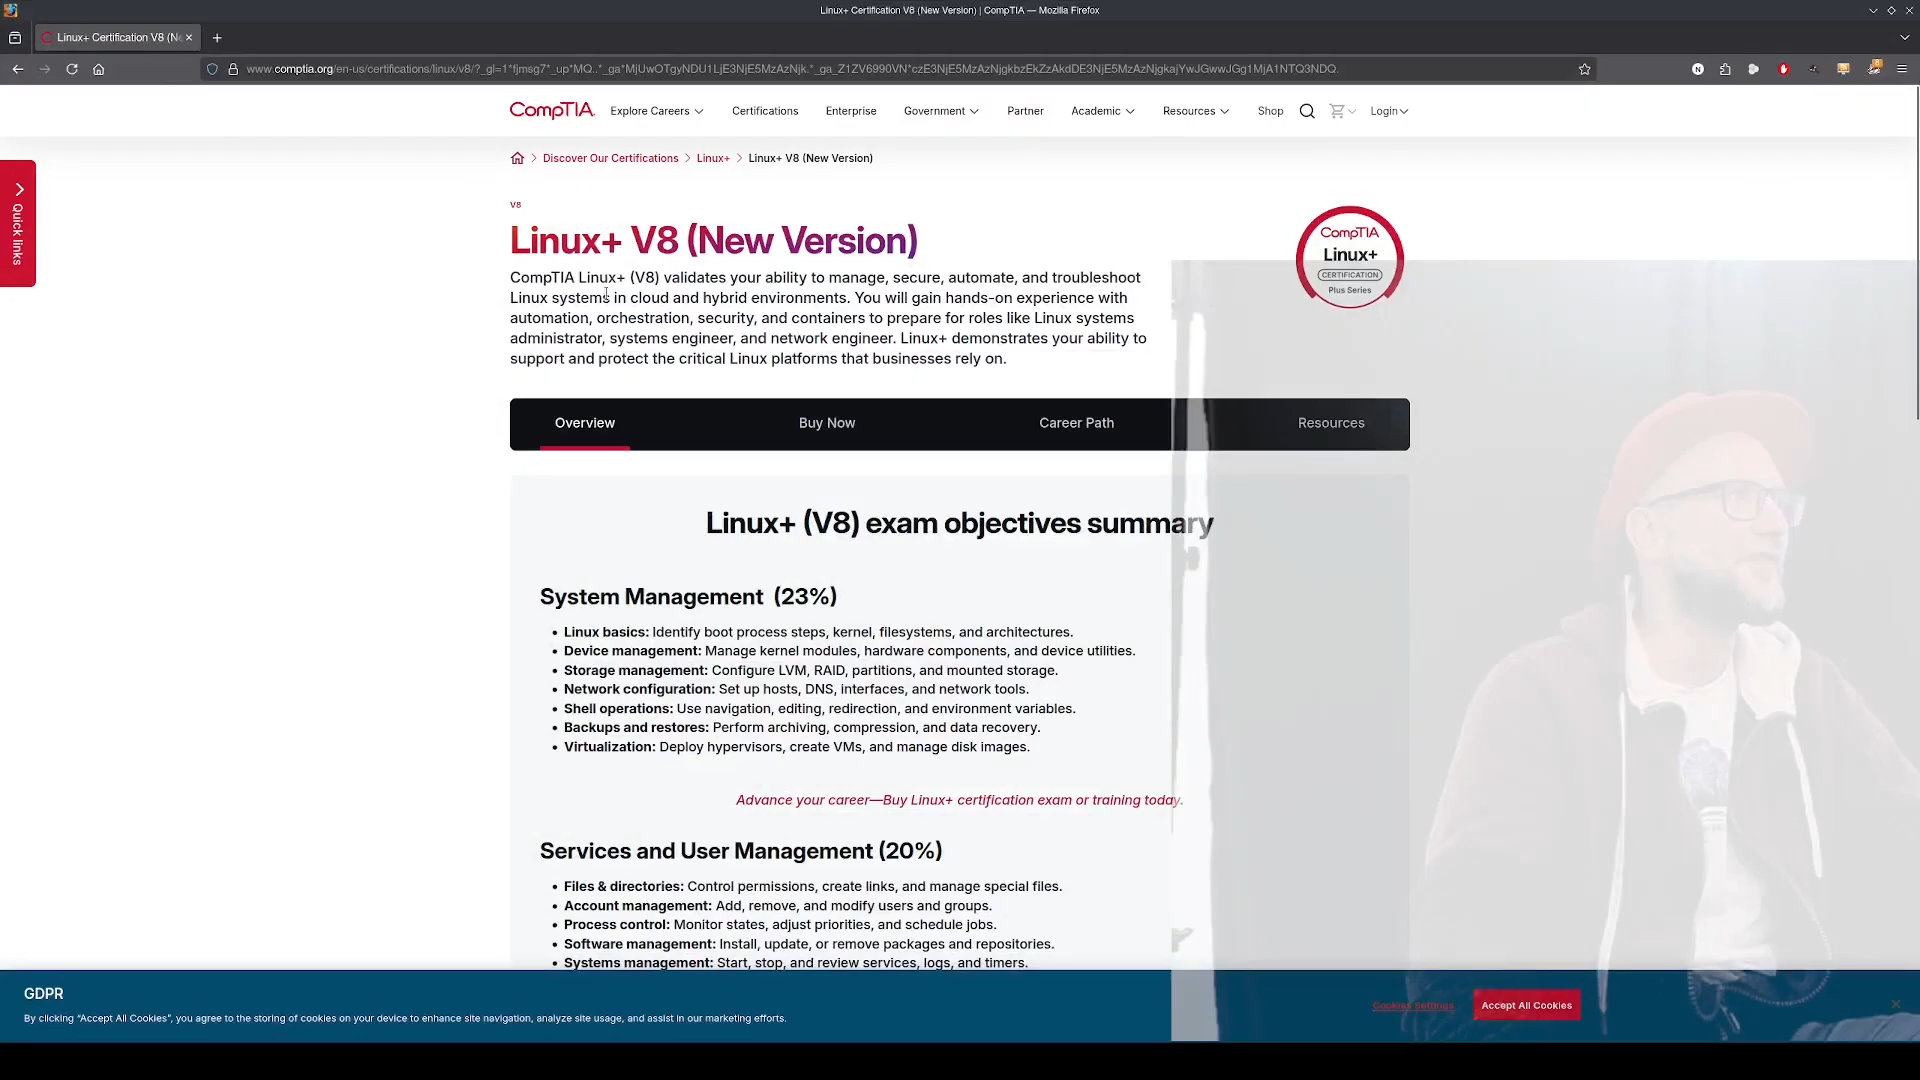 Linux+ Certification V8 (New Version) | CompTIA — Mozilla Firefox
Linux+ Certification V8 (Ne
CompTIA
Explore Careers
Certifications
Enterprise
Government
Partner
Academic
Resources
Shop
Login
Discover Our Certifications
Linux+
Linux+ V8 (New Version)
Quick links
V8
Linux+ V8 (New Version)
CompTIA Linux+ (V8) validates your ability to manage, secure, automate, and troubleshoot
Linux systems in cloud and hybrid environments. You will gain hands-on experience with
automation, orchestration, security, and containers to prepare for roles like Linux systems
administrator, systems engineer, and network engineer. Linux+ demonstrates your ability to
support and protect the critical Linux platforms that businesses rely on.
CompTIA
Linux+
CERTIFICATION
Plus Series
Overview
Buy Now
Career Path
Resources
Linux+ (V8) exam objectives summary
System Management (23%)
• Linux basics: Identify boot process steps, kernel, filesystems, and architectures.
• Device management: Manage kernel modules, hardware components, and device utilities.
• Storage management: Configure LVM, RAID, partitions, and mounted storage.
• Network configuration: Set up hosts, DNS, interfaces, and network tools.
• Shell operations: Use navigation, editing, redirection, and environment variables.
• Backups and restores: Perform archiving, compression, and data recovery.
• Virtualization: Deploy hypervisors, create VMs, and manage disk images.
Advance your career—Buy Linux+ certification exam or training today.
Services and User Management (20%)
• Files & directories: Control permissions, create links, and manage special files.
• Account management: Add, remove, and modify users and groups.
• Process control: Monitor states, adjust priorities, and schedule jobs.
• Software management: Install, update, or remove packages and repositories.
• Systems management: Start, stop, and review services, logs, and timers.
GDPR
By clicking "Accept All Cookies", you agree to the storing of cookies on your device to enhance site navigation, analyze site usage, and assist in our marketing efforts.
Cookies Settings
Accept All Cookies